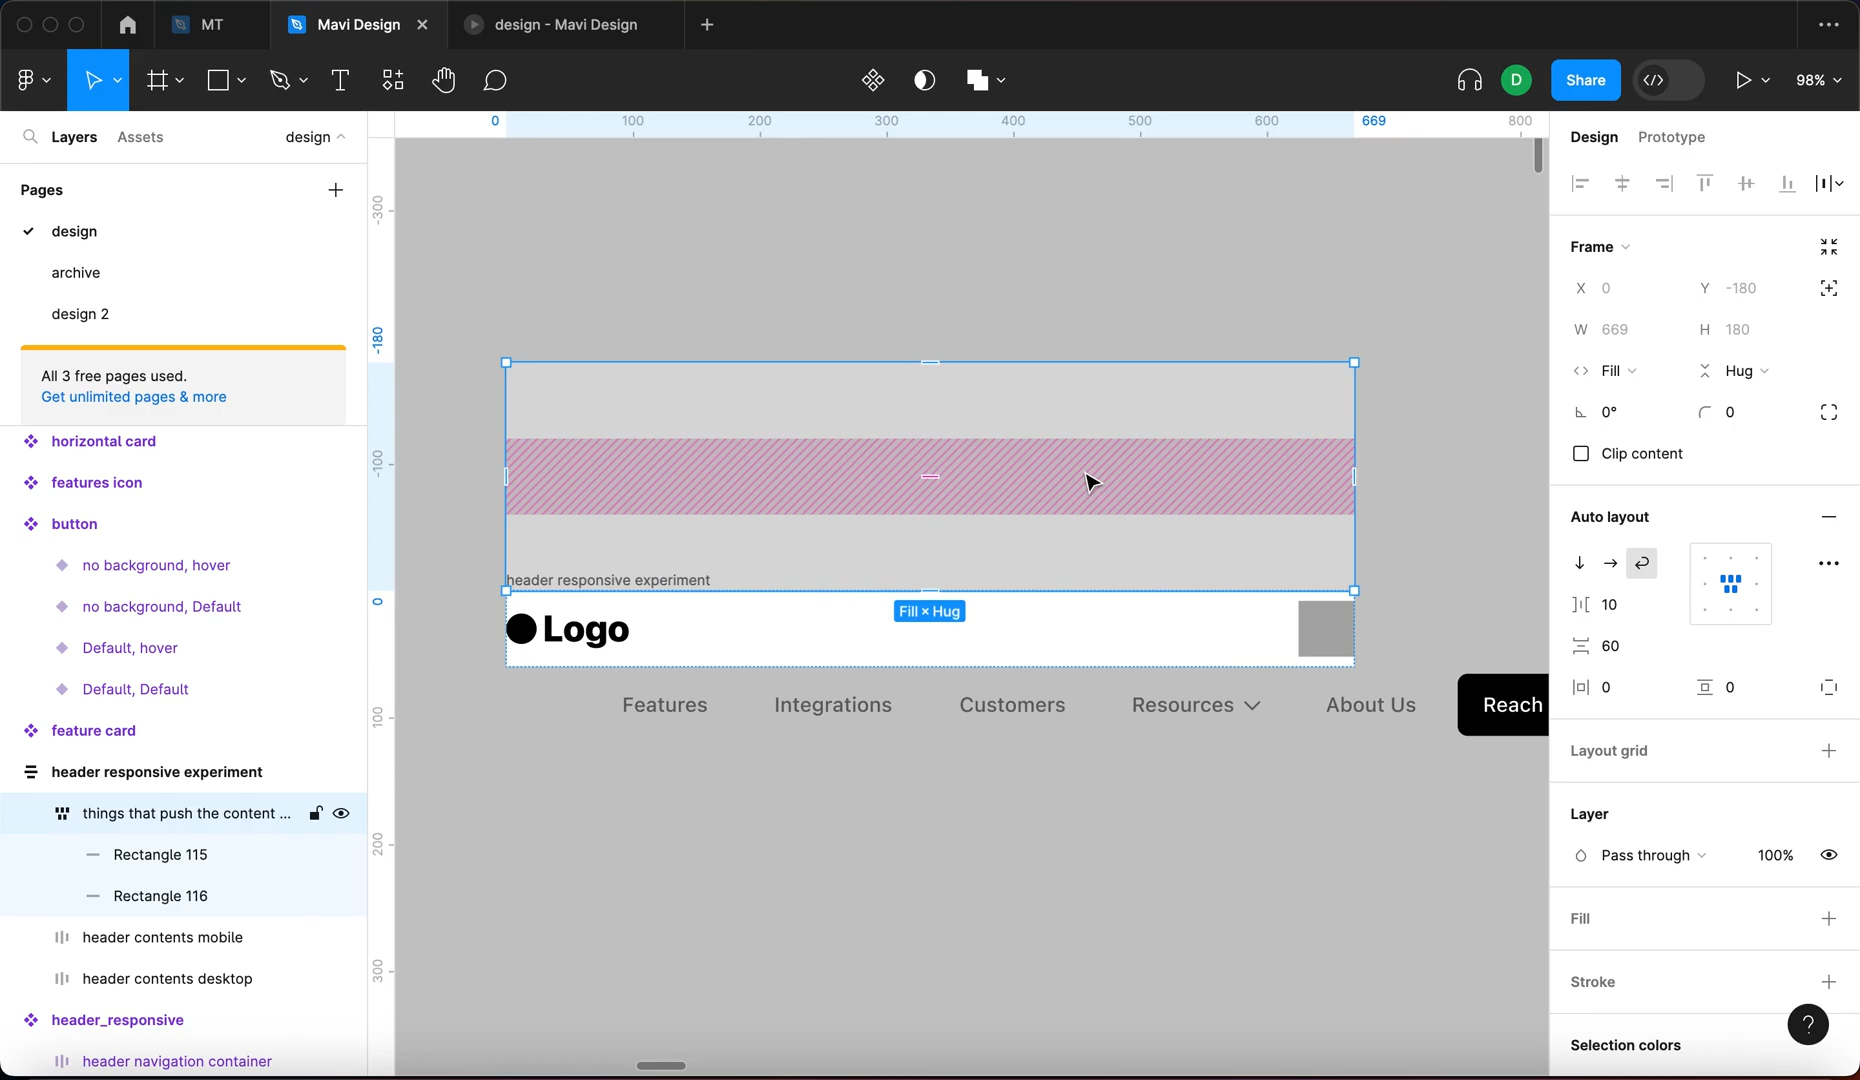 MT
Mavi Design
design - Mavi Design
D
Share
98%
Layers
Assets
design
Pages
design
archive
design 2
All 3 free pages used.
Get unlimited pages & more
horizontal card
features icon
button
no background, hover
no background, Default
Default, hover
Default, Default
feature card
header responsive experiment
things that push the content ...
Rectangle 115
Rectangle 116
header contents mobile
header contents desktop
header_responsive
header navigation container
0 100 200 300 400 500 600 669 800
-300
-180
-100
0
100
200
300
header responsive experiment
Fill × Hug
Logo
Features Integrations Customers Resources About Us Reach
Design
Prototype
Frame
X 0 Y -180
W 669 H 180
Fill Hug
0° 0
Clip content
Auto layout
10
60
0 0
Layout grid
Layer
Pass through 100%
Fill
Stroke
?
Selection colors